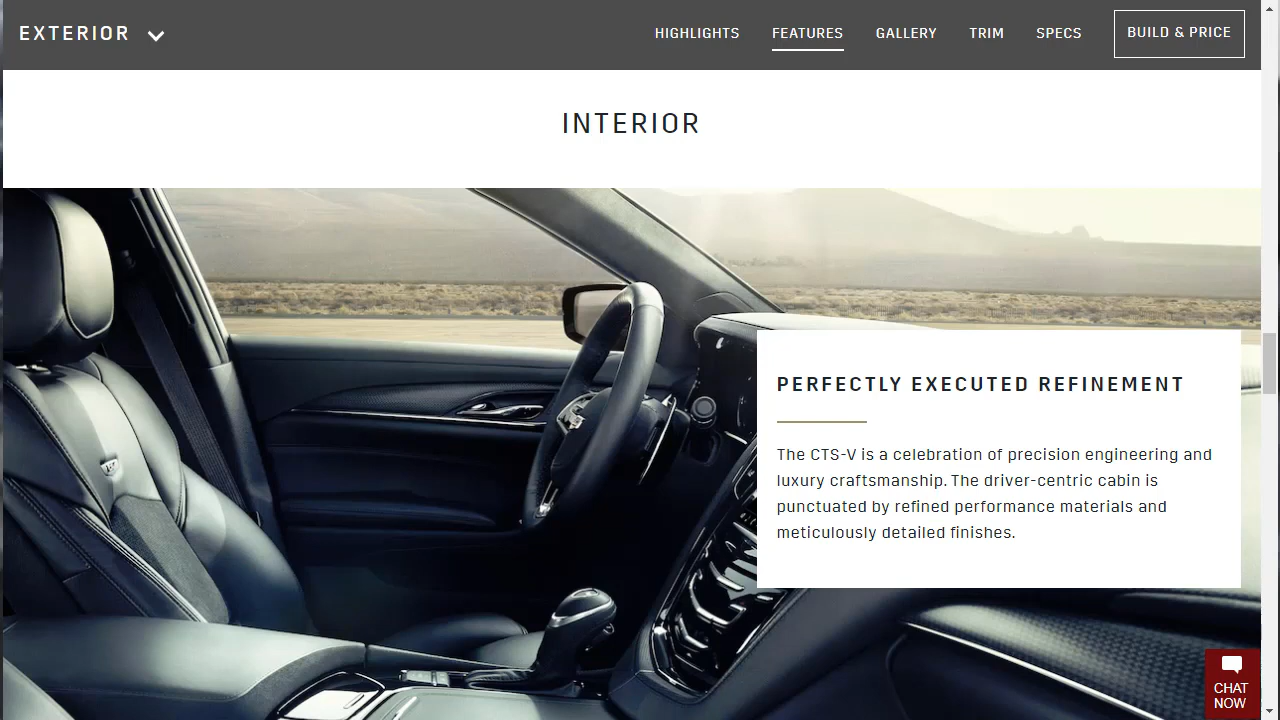 EXTERIOR
HIGHLIGHTS
FEATURES
GALLERY
TRIM
SPECS
BUILD & PRICE
INTERIOR
PERFECTLY EXECUTED REFINEMENT
The CTS-V is a celebration of precision engineering and
luxury craftsmanship. The driver-centric cabin is
punctuated by refined performance materials and
meticulously detailed finishes.
CHAT
NOW